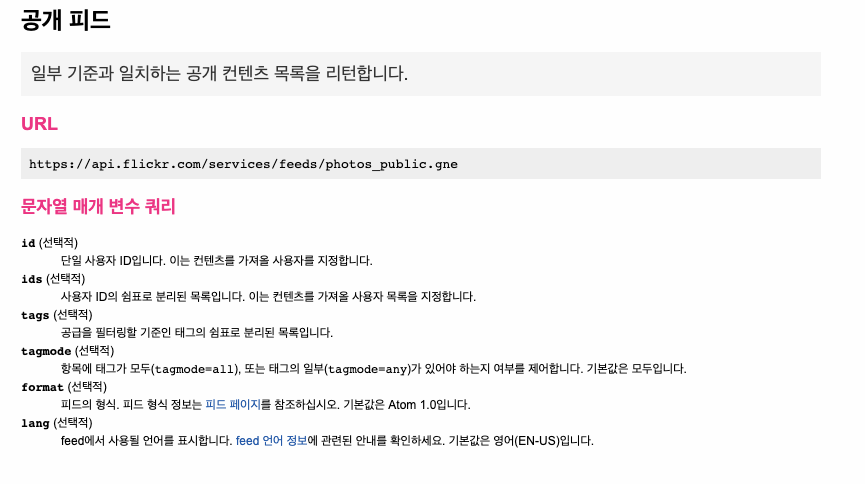 공개 피드
일부 기준과 일치하는 공개 컨텐츠 목록을 리턴합니다.
URL
https://api.flickr.com/services/feeds/photos_public.gne
문자열 매개 변수 쿼리
id (선택적)
단일 사용자 ID입니다. 이는 컨텐츠를 가져올 사용자를 지정합니다.
ids (선택적)
사용자 ID의 쉼표로 분리된 목록입니다. 이는 컨텐츠를 가져올 사용자 목록을 지정합니다.
tags (선택적)
공급을 필터링할 기준인 태그의 쉼표로 분리된 목록입니다.
tagmode (선택적)
항목에 태그가 모두(tagmode=all), 또는 태그의 일부(tagmode=any)가 있어야 하는지 여부를 제어합니다. 기본값은 모두입니다.
format (선택적)
피드의 형식. 피드 형식 정보는 피드 페이지를 참조하십시오. 기본값은 Atom 1.0입니다.
lang (선택적)
feed에서 사용될 언어를 표시합니다. feed 언어 정보에 관련된 안내를 확인하세요. 기본값은 영어(EN-US)입니다.